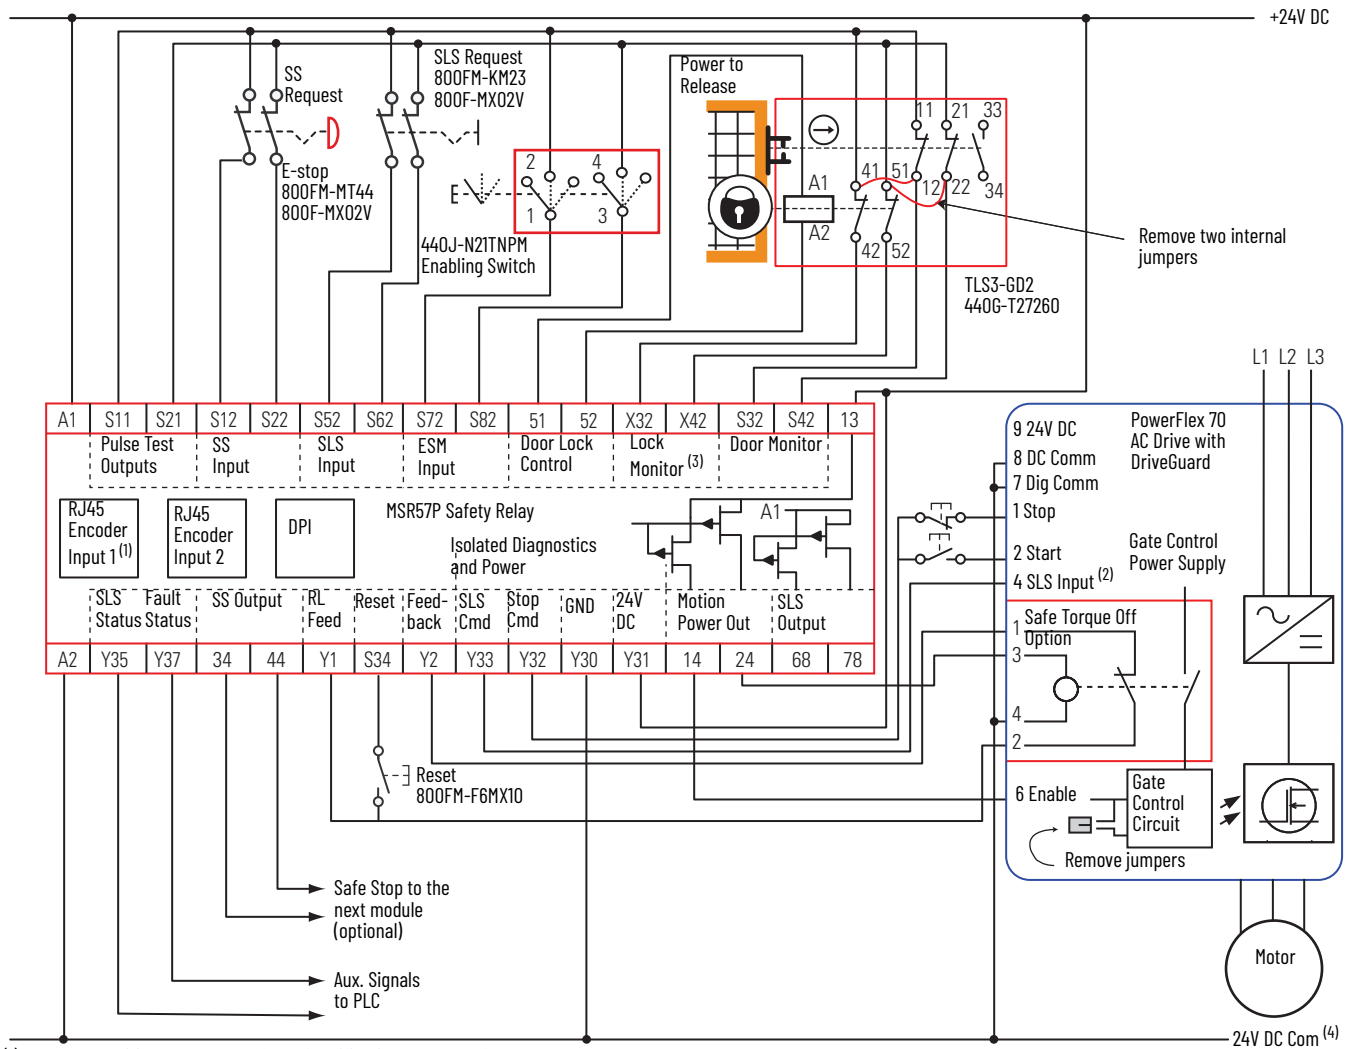 +24V DC
SS
Request
SLS Request
800FM-KM23
800F-MX02V
Power to
Release
E-stop
800FM-MT44
800F-MX02V
2
4
1
3
440J-N21TNPM
Enabling Switch
11
21
33
41
51
12
22
34
A1
A2
42
52
Remove two internal
jumpers
TLS3-GD2
440G-T27260
L1 L2 L3
A1 S11 S21 S12 S22 S52 S62 S72 S82 51 52 X32 X42 S32 S42 13
Pulse Test
Outputs
SS
Input
SLS
Input
ESM
Input
Door Lock
Control
Lock
Monitor (3)
Door Monitor
RJ45
Encoder
Input 1 (1)
RJ45
Encoder
Input 2
DPI
MSR57P Safety Relay
Isolated Diagnostics
and Power
A1
SLS
Status
Fault
Status
SS Output
RL
Feed
Reset
Feed-
back
SLS
Cmd
Stop
Cmd
GND
24V
DC
Motion
Power Out
SLS
Output
A2 Y35 Y37 34 44 Y1 S34 Y2 Y33 Y32 Y30 Y31 14 24 68 78
9 24V DC
8 DC Comm
7 Dig Comm
1 Stop
2 Start
4 SLS Input (2)
PowerFlex 70
AC Drive with
DriveGuard
Gate Control
Power Supply
1
Safe Torque Off
Option
3
4
2
6 Enable
Gate
Control
Circuit
Remove jumpers
Reset
800FM-F6MX10
Safe Stop to the
next module
(optional)
Aux. Signals
to PLC
Motor
24V DC Com (4)